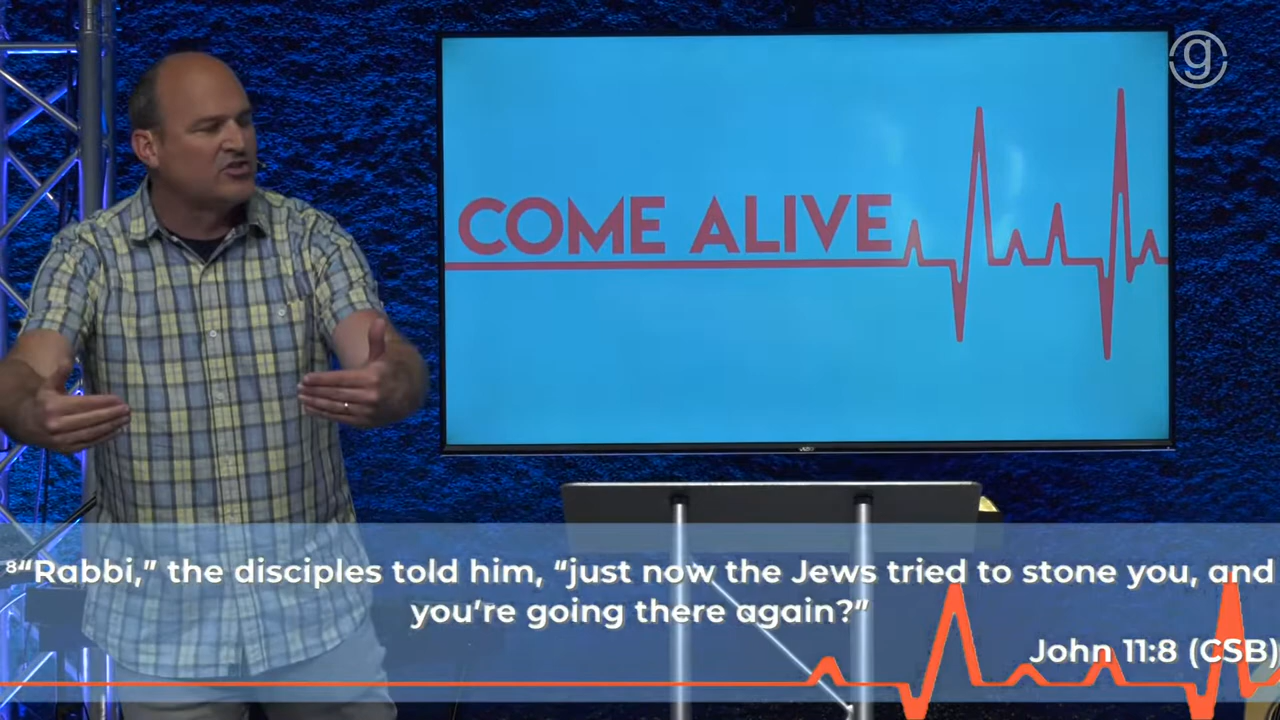 g
COME ALIVE
⁸“Rabbi,” the disciples told him, “just now the Jews tried to stone you, and
you’re going there again?”
John 11:8 (CSB)